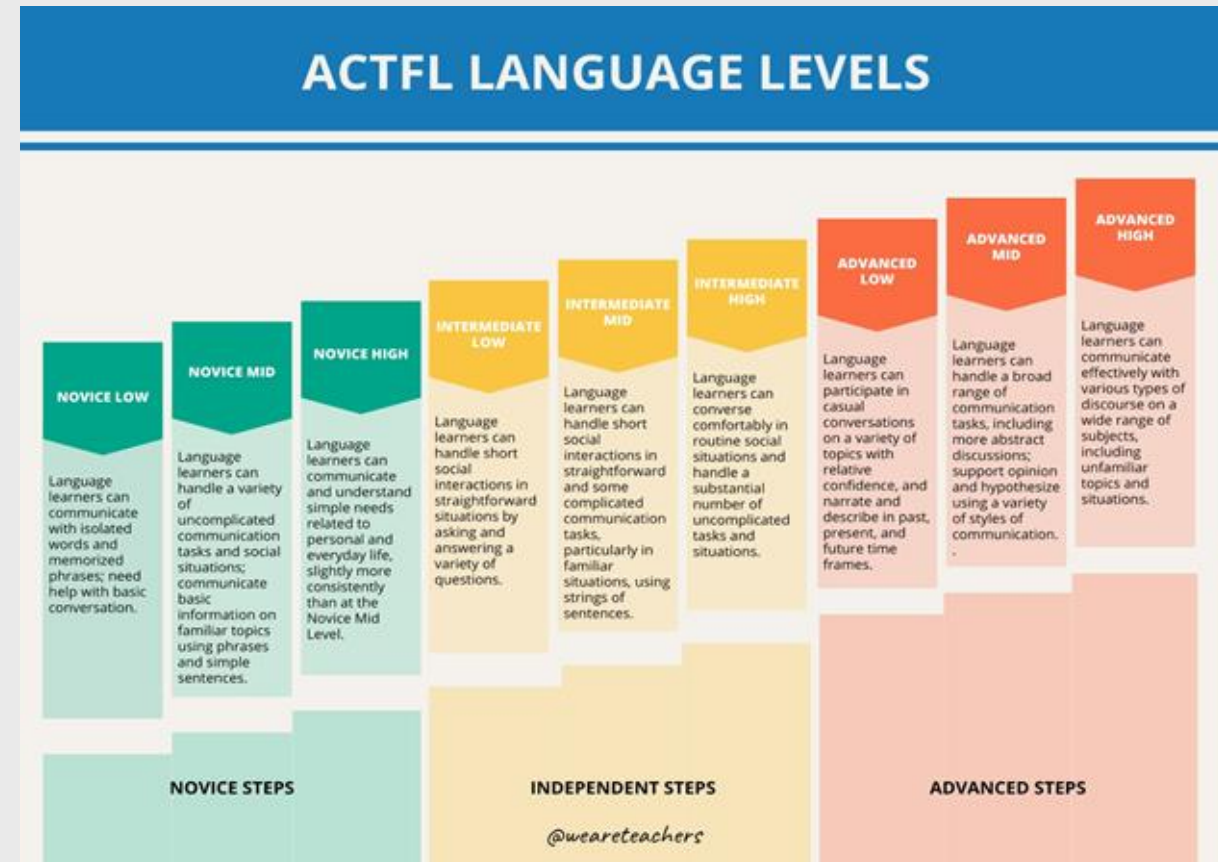 ACTFL LANGUAGE LEVELS
NOVICE LOW
Language
learners can
communicate
with isolated
words and
memorized
phrases; need
help with basic
conversation.
NOVICE MID
Language
learners can
handle a variety
of
uncomplicated
communication
tasks and social
situations;
communicate
basic
information on
familiar topics
using phrases
and simple
sentences.
NOVICE HIGH
Language
learners can
communicate
and understand
simple needs
related to
personal and
everyday life,
slightly more
consistently
than at the
Novice Mid
Level.
INTERMEDIATE
LOW
Language
learners can
handle short
social
interactions in
straightforward
situations by
asking and
answering a
variety of
questions.
INTERMEDIATE
MID
Language
learners can
handle short
social
interactions in
straightforward
and some
complicated
communication
tasks,
particularly in
familiar
situations, using
strings of
sentences.
INTERMEDIATE
HIGH
Language
learners can
converse
comfortably in
routine social
situations and
handle a
substantial
number of
uncomplicated
tasks and
situations.
ADVANCED
LOW
Language
learners can
participate in
casual
conversations
on a variety of
topics with
relative
confidence, and
narrate and
describe in past,
present, and
future time
frames.
ADVANCED
MID
Language
learners can
handle a broad
range of
communication
tasks, including
more abstract
discussions;
support opinion
and hypothesize
using a variety
of styles of
communication.
.
ADVANCED
HIGH
Language
learners can
communicate
effectively with
various types of
discourse on a
wide range of
subjects,
including
unfamiliar
topics and
situations.
NOVICE STEPS
INDEPENDENT STEPS
ADVANCED STEPS
@weareteachers